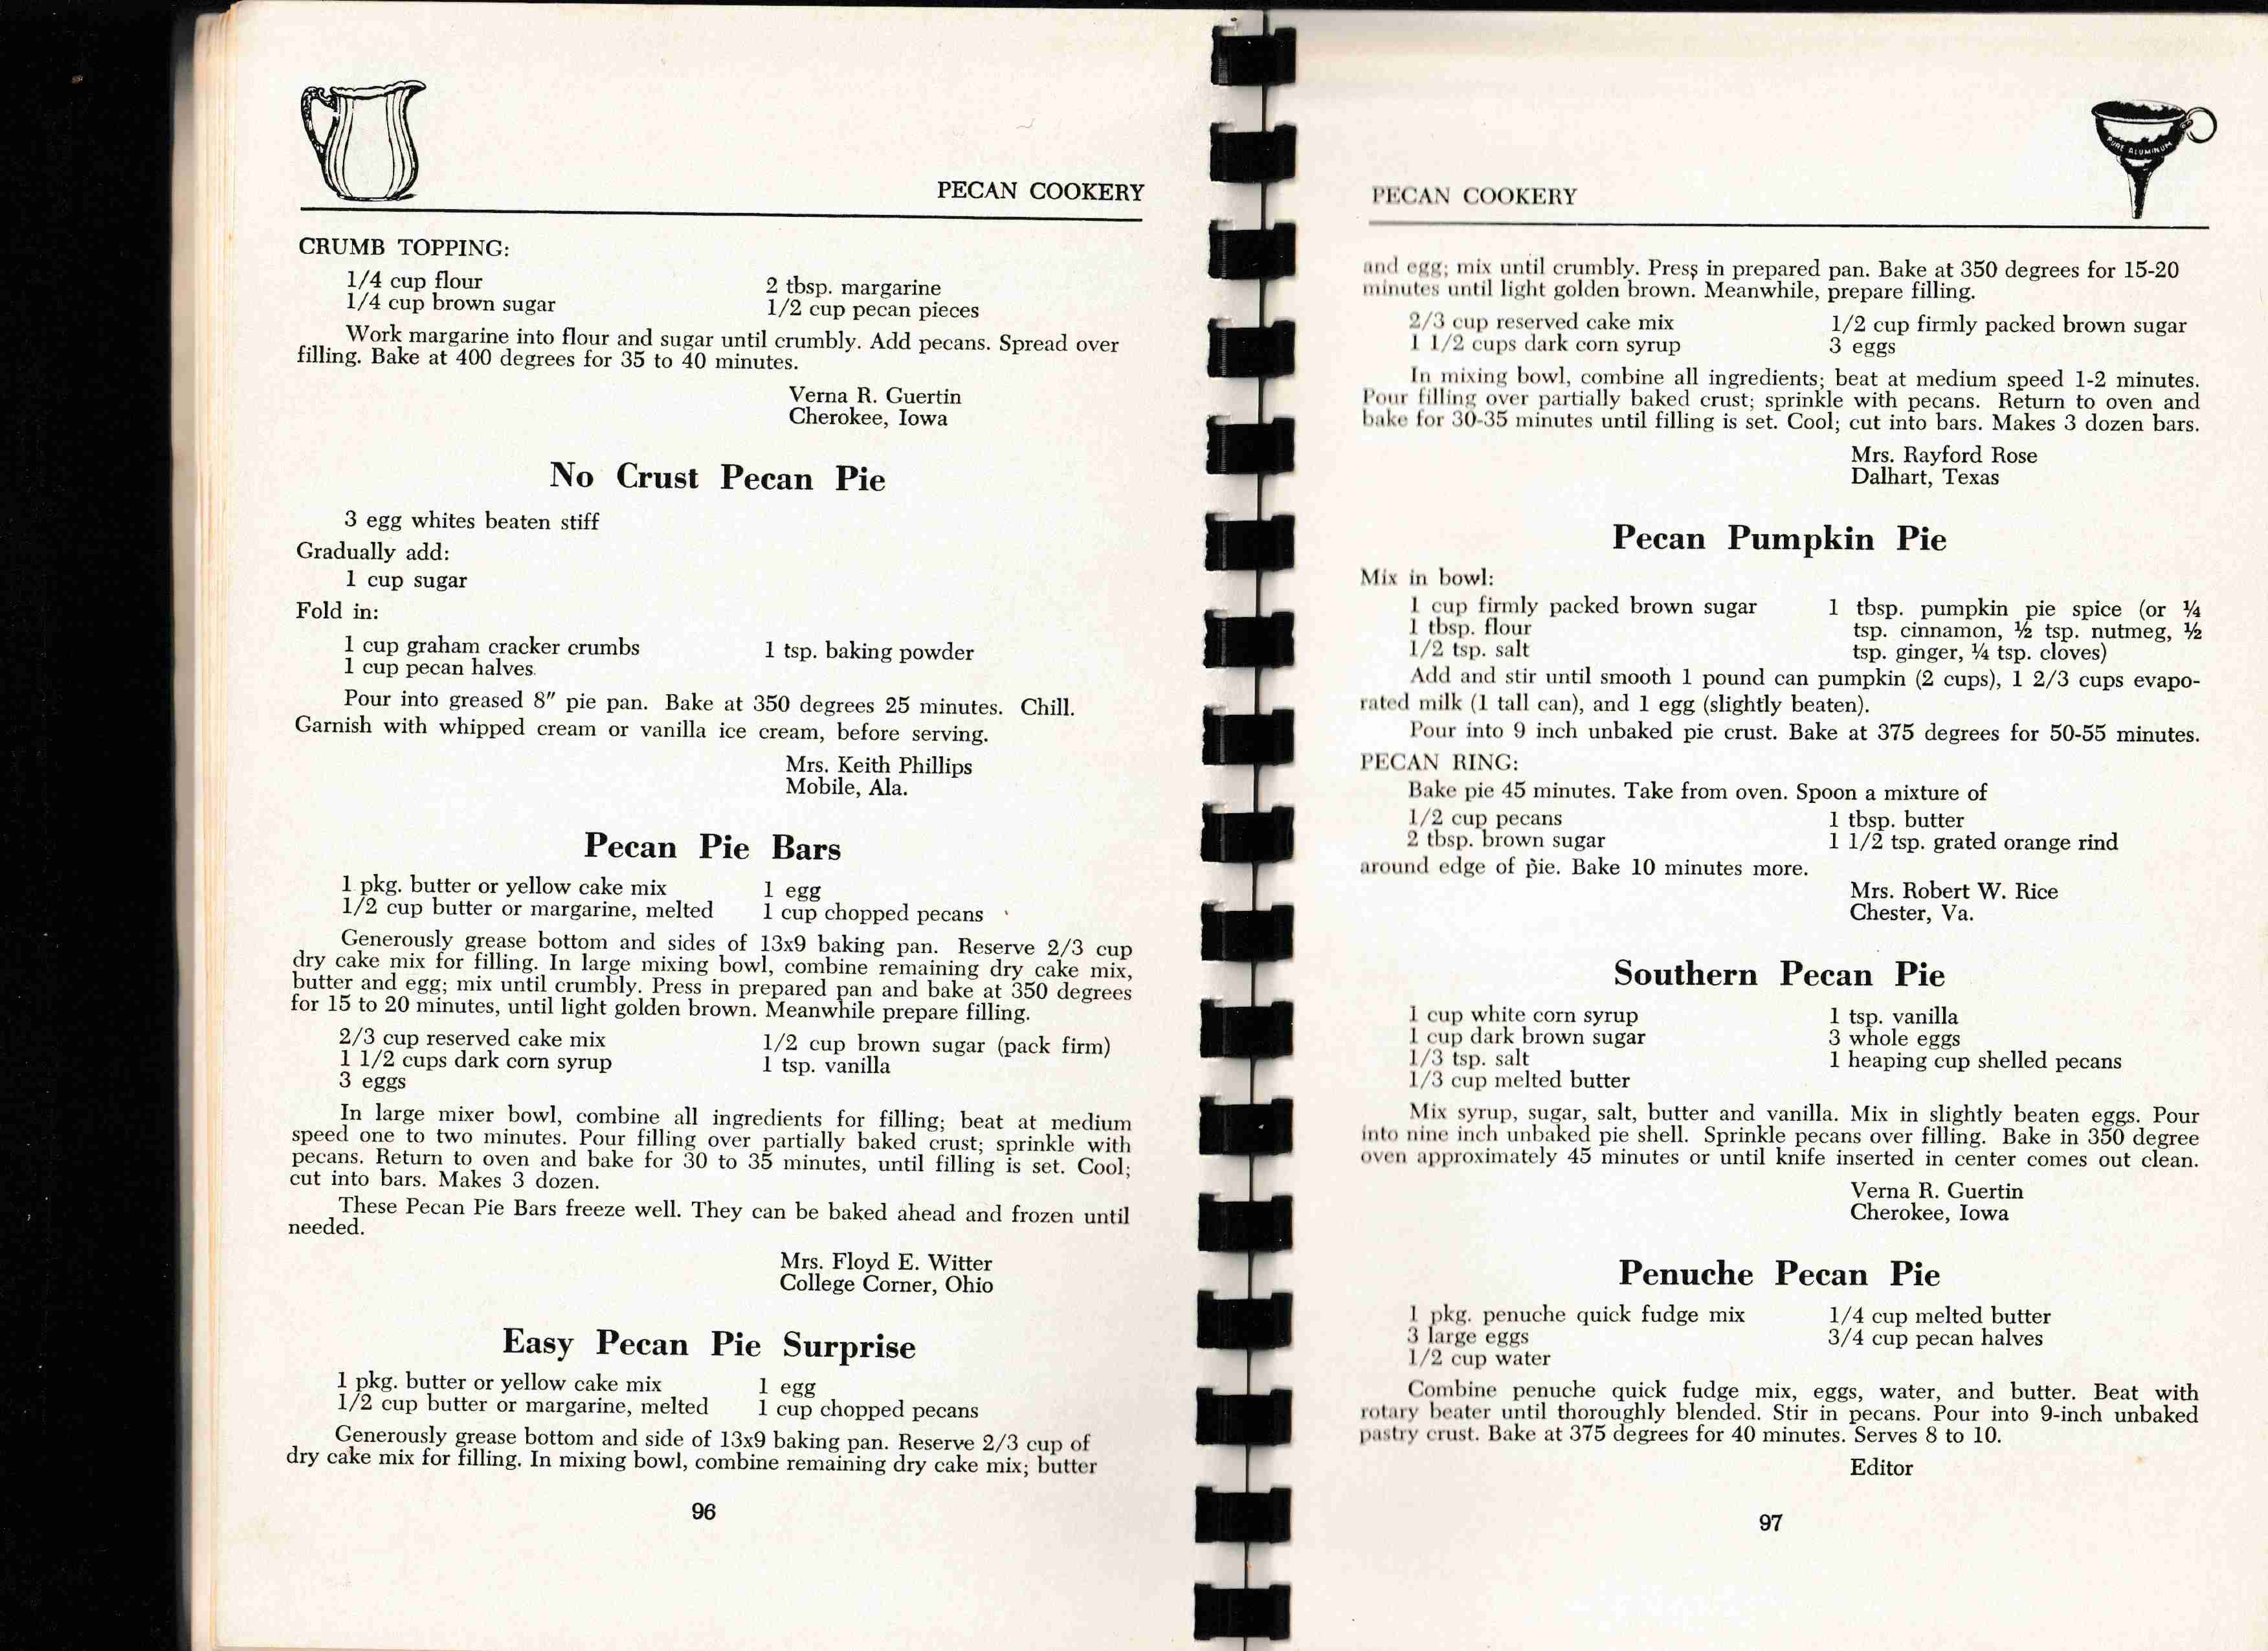 PECAN COOKERY
CRUMB TOPPING:
1/4 cup flour
1/4 cup brown sugar
2 tbsp. margarine
1/2 cup pecan pieces
Work margarine into flour and sugar until crumbly. Add pecans. Spread over
filling. Bake at 400 degrees for 35 to 40 minutes.
Verna R. Guertin
Cherokee, Iowa
No Crust Pecan Pie
3 egg whites beaten stiff
Gradually add:
1 cup sugar
Fold in:
1 cup graham cracker crumbs
1 cup pecan halves
1 tsp. baking powder
Pour into greased 8" pie pan. Bake at 350 degrees 25 minutes. Chill.
Garnish with whipped cream or vanilla ice cream, before serving.
Mrs. Keith Phillips
Mobile, Ala.
Pecan Pie Bars
1 pkg. butter or yellow cake mix
1/2 cup butter or margarine, melted
1 egg
1 cup chopped pecans
Generously grease bottom and sides of 13x9 baking pan. Reserve 2/3 cup
dry cake mix for filling. In large mixing bowl, combine remaining dry cake mix,
butter and egg; mix until crumbly. Press in prepared pan and bake at 350 degrees
for 15 to 20 minutes, until light golden brown. Meanwhile prepare filling.
2/3 cup reserved cake mix
1 1/2 cups dark corn syrup
3 eggs
1/2 cup brown sugar (pack firm)
1 tsp. vanilla
In large mixer bowl, combine all ingredients for filling; beat at medium
speed one to two minutes. Pour filling over partially baked crust; sprinkle with
pecans. Return to oven and bake for 30 to 35 minutes, until filling is set. Cool;
cut into bars. Makes 3 dozen.
These Pecan Pie Bars freeze well. They can be baked ahead and frozen until
needed.
Mrs. Floyd E. Witter
College Corner, Ohio
Easy Pecan Pie Surprise
1 pkg. butter or yellow cake mix
1/2 cup butter or margarine, melted
1 egg
1 cup chopped pecans
Generously grease bottom and side of 13x9 baking pan. Reserve 2/3 cup of
dry cake mix for filling. In mixing bowl, combine remaining dry cake mix; butter
96
PURE ALUMINUM
PECAN COOKERY
and egg; mix until crumbly. Press in prepared pan. Bake at 350 degrees for 15-20
minutes until light golden brown. Meanwhile, prepare filling.
2/3 cup reserved cake mix
1 1/2 cups dark corn syrup
1/2 cup firmly packed brown sugar
3 eggs
In mixing bowl, combine all ingredients; beat at medium speed 1-2 minutes.
Pour filling over partially baked crust; sprinkle with pecans. Return to oven and
bake for 30-35 minutes until filling is set. Cool; cut into bars. Makes 3 dozen bars.
Mrs. Rayford Rose
Dalhart, Texas
Pecan Pumpkin Pie
Mix in bowl:
1 cup firmly packed brown sugar
1 tbsp. flour
1/2 tsp. salt
1 tbsp. pumpkin pie spice (or ¼
tsp. cinnamon, ½ tsp. nutmeg, ½
tsp. ginger, ¼ tsp. cloves)
Add and stir until smooth 1 pound can pumpkin (2 cups), 1 2/3 cups evapo-
rated milk (1 tall can), and 1 egg (slightly beaten).
Pour into 9 inch unbaked pie crust. Bake at 375 degrees for 50-55 minutes.
PECAN RING:
Bake pie 45 minutes. Take from oven. Spoon a mixture of
1/2 cup pecans
2 tbsp. brown sugar
1 tbsp. butter
1 1/2 tsp. grated orange rind
around edge of pie. Bake 10 minutes more.
Mrs. Robert W. Rice
Chester, Va.
Southern Pecan Pie
1 cup white corn syrup
1 cup dark brown sugar
1/3 tsp. salt
1/3 cup melted butter
1 tsp. vanilla
3 whole eggs
1 heaping cup shelled pecans
Mix syrup, sugar, salt, butter and vanilla. Mix in slightly beaten eggs. Pour
into nine inch unbaked pie shell. Sprinkle pecans over filling. Bake in 350 degree
oven approximately 45 minutes or until knife inserted in center comes out clean.
Verna R. Guertin
Cherokee, Iowa
Penuche Pecan Pie
1 pkg. penuche quick fudge mix
3 large eggs
1/2 cup water
1/4 cup melted butter
3/4 cup pecan halves
Combine penuche quick fudge mix, eggs, water, and butter. Beat with
rotary beater until thoroughly blended. Stir in pecans. Pour into 9-inch unbaked
pastry crust. Bake at 375 degrees for 40 minutes. Serves 8 to 10.
Editor
97